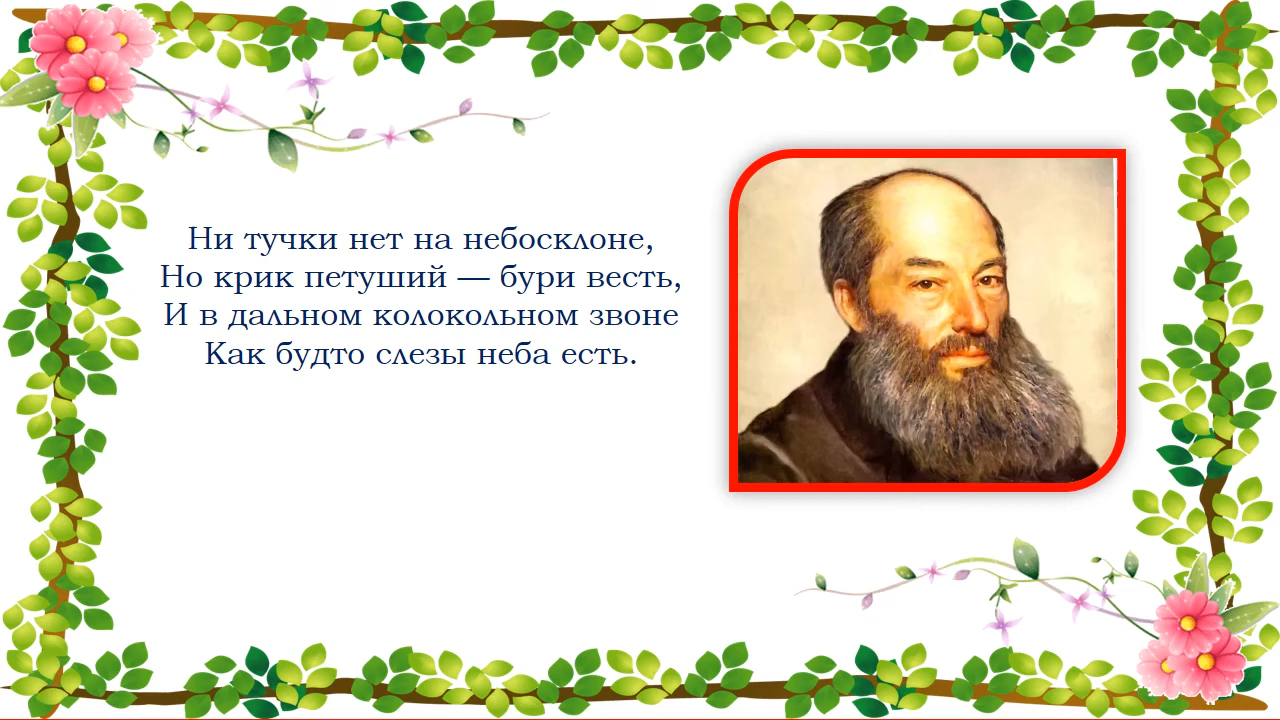 Ни тучки нет на небосклоне,
Но крик петуший — бури весть,
И в дальном колокольном звоне
Как будто слезы неба есть.